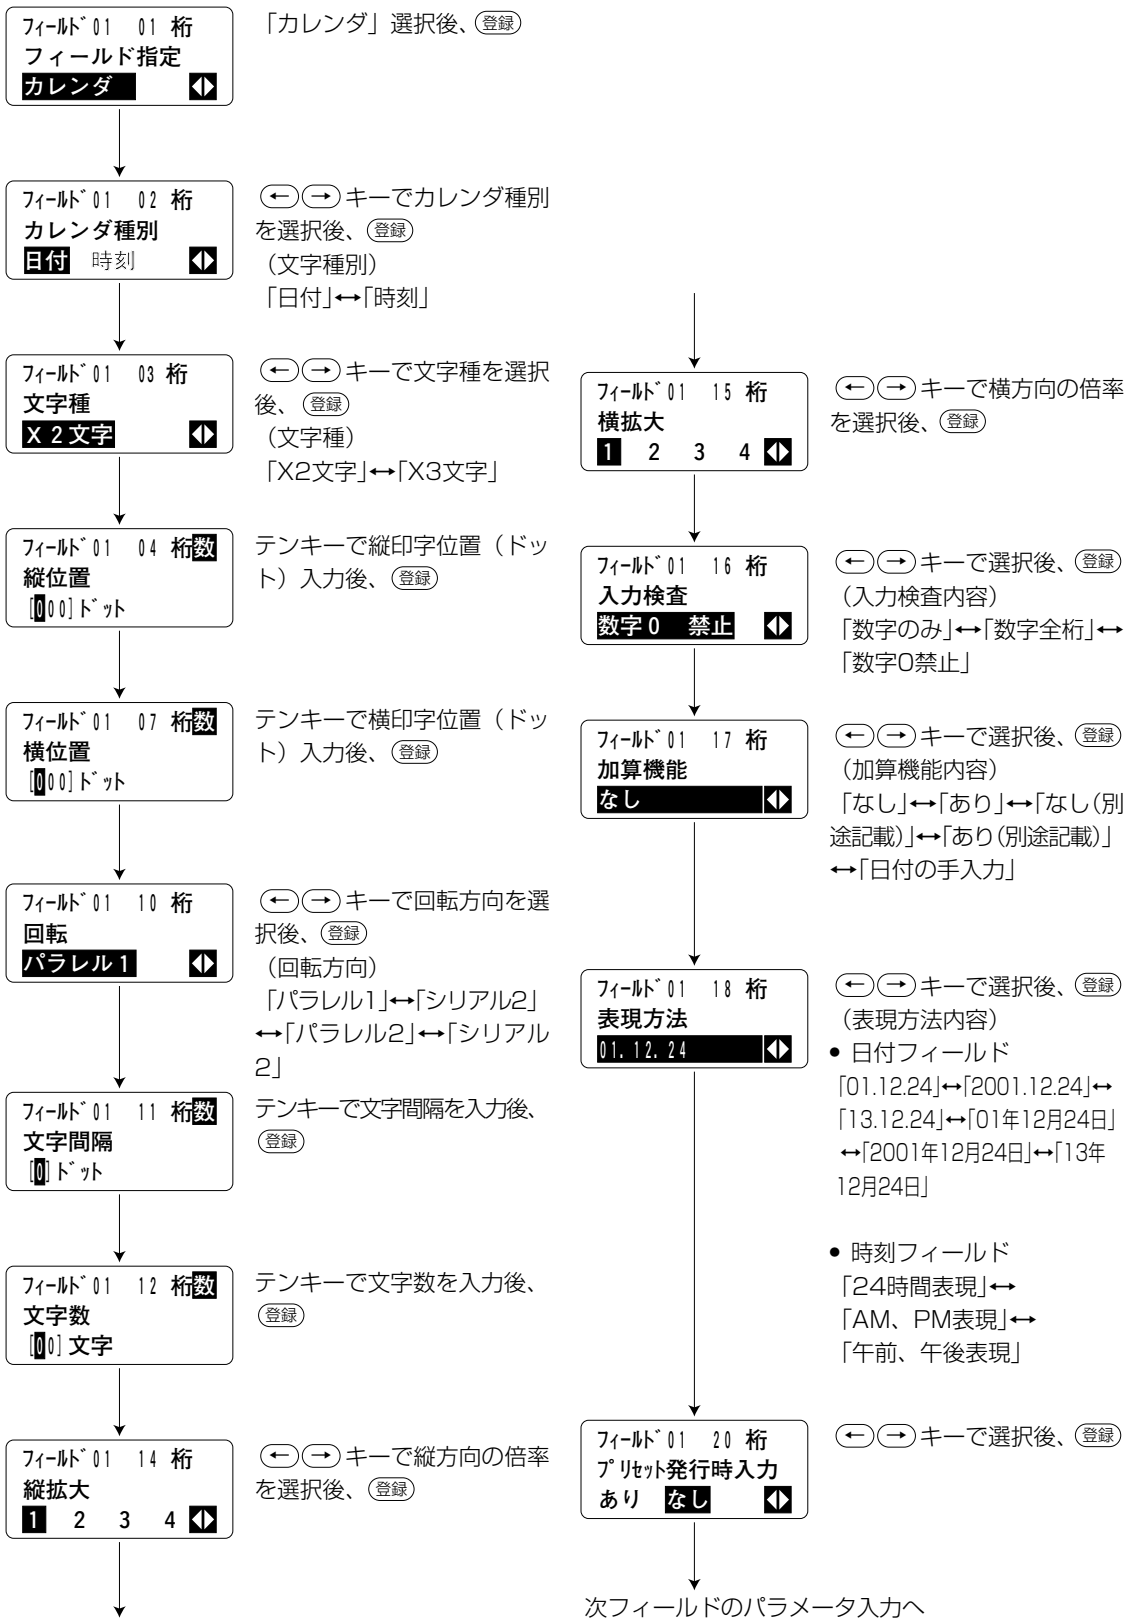 フィールド01 01 桁
フィールド指定
カレンダ
「カレンダ」選択後、登録
フィールド01 02 桁
カレンダ種別
日付 時刻
←→キーでカレンダ種別
を選択後、登録
(文字種別)
「日付」↔「時刻」
フィールド01 03 桁
文字種
X2文字
←→キーで文字種を選択
後、登録
(文字種)
「X2文字」↔「X3文字」
フィールド01 04 桁数
縦位置
[000]ドット
テンキーで縦印字位置(ドッ
ト)入力後、登録
フィールド01 07 桁数
横位置
[000]ドット
テンキーで横印字位置(ドッ
ト)入力後、登録
フィールド01 10 桁
回転
パラレル1
←→キーで回転方向を選
択後、登録
(回転方向)
「パラレル1」↔「シリアル2」
↔「パラレル2」↔「シリアル
2」
フィールド01 11 桁数
文字間隔
[0]ドット
テンキーで文字間隔を入力後、
登録
フィールド01 12 桁数
文字数
[00]文字
テンキーで文字数を入力後、
登録
フィールド01 14 桁
縦拡大
1 2 3 4
←→キーで縦方向の倍率
を選択後、登録
フィールド01 15 桁
横拡大
1 2 3 4
←→キーで横方向の倍率
を選択後、登録
フィールド01 16 桁
入力検査
数字0 禁止
←→キーで選択後、登録
(入力検査内容)
「数字のみ」↔「数字全桁」↔
「数字0禁止」
フィールド01 17 桁
加算機能
なし
←→キーで選択後、登録
(加算機能内容)
「なし」↔「あり」↔「なし(別
途記載)」↔「あり(別途記載)」
↔「日付の手入力」
フィールド01 18 桁
表現方法
01.12.24
←→キーで選択後、登録
(表現方法内容)
● 日付フィールド
「01.12.24」↔「2001.12.24」↔
「13.12.24」↔「01年12月24日」
↔「2001年12月24日」↔「13年
12月24日」
● 時刻フィールド
「24時間表現」↔
「AM、PM表現」↔
「午前、午後表現」
フィールド01 20 桁
プリセット発行時入力
あり なし
←→キーで選択後、登録
次フィールドのパラメータ入力へ